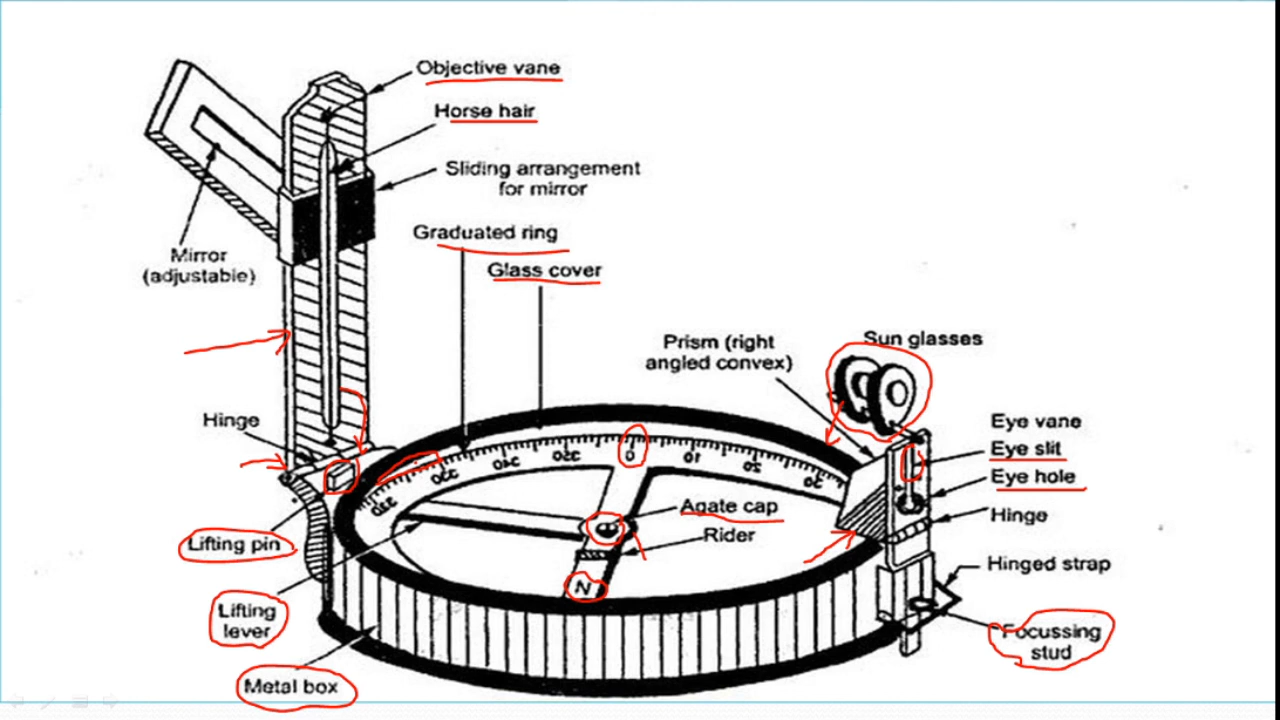 Objective vane
Horse hair
Sliding arrangement
for mirror
Graduated ring
Glass cover
Mirror
(adjustable)
Prism (right
angled convex)
Sun glasses
Hinge
Eye vane
Eye slit
Eye hole
Hinge
0
10
20
30
Agate cap
Rider
N
Lifting pin
Hinged strap
Lifting
lever
Focussing
stud
Metal box